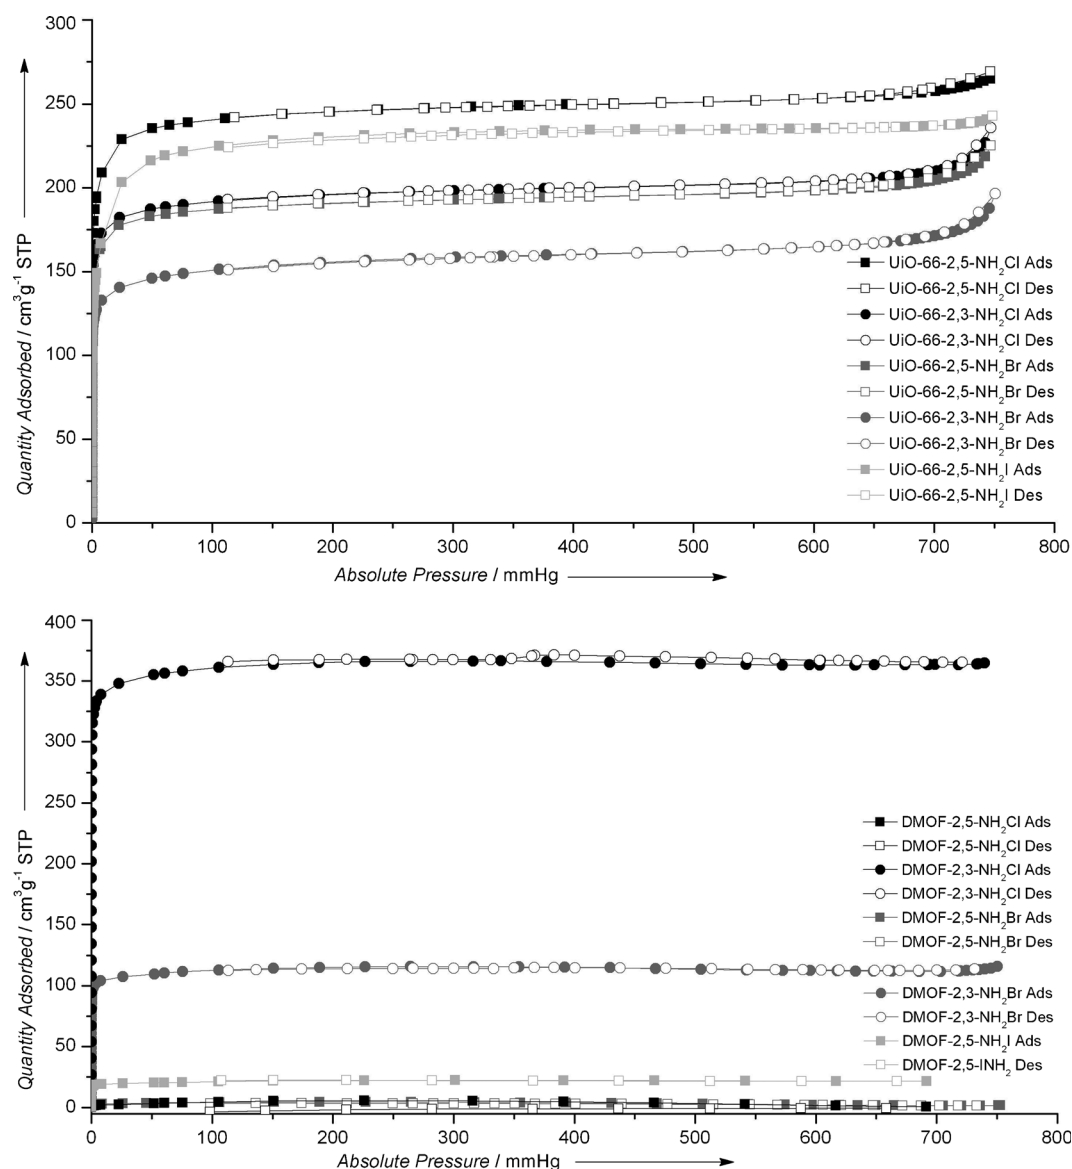 300
250
200
150
100
50
0
Quantity Adsorbed / cm³g⁻¹ STP
UiO-66-2,5-NH₂Cl Ads
UiO-66-2,5-NH₂Cl Des
UiO-66-2,3-NH₂Cl Ads
UiO-66-2,3-NH₂Cl Des
UiO-66-2,5-NH₂Br Ads
UiO-66-2,5-NH₂Br Des
UiO-66-2,3-NH₂Br Ads
UiO-66-2,3-NH₂Br Des
UiO-66-2,5-NH₂I Ads
UiO-66-2,5-NH₂I Des
0 100 200 300 400 500 600 700 800
Absolute Pressure / mmHg
400
350
300
250
200
150
100
50
0
Quantity Adsorbed / cm³g⁻¹ STP
DMOF-2,5-NH₂Cl Ads
DMOF-2,5-NH₂Cl Des
DMOF-2,3-NH₂Cl Ads
DMOF-2,3-NH₂Cl Des
DMOF-2,5-NH₂Br Ads
DMOF-2,5-NH₂Br Des
DMOF-2,3-NH₂Br Ads
DMOF-2,3-NH₂Br Des
DMOF-2,5-NH₂I Ads
DMOF-2,5-INH₂ Des
0 100 200 300 400 500 600 700 800
Absolute Pressure / mmHg